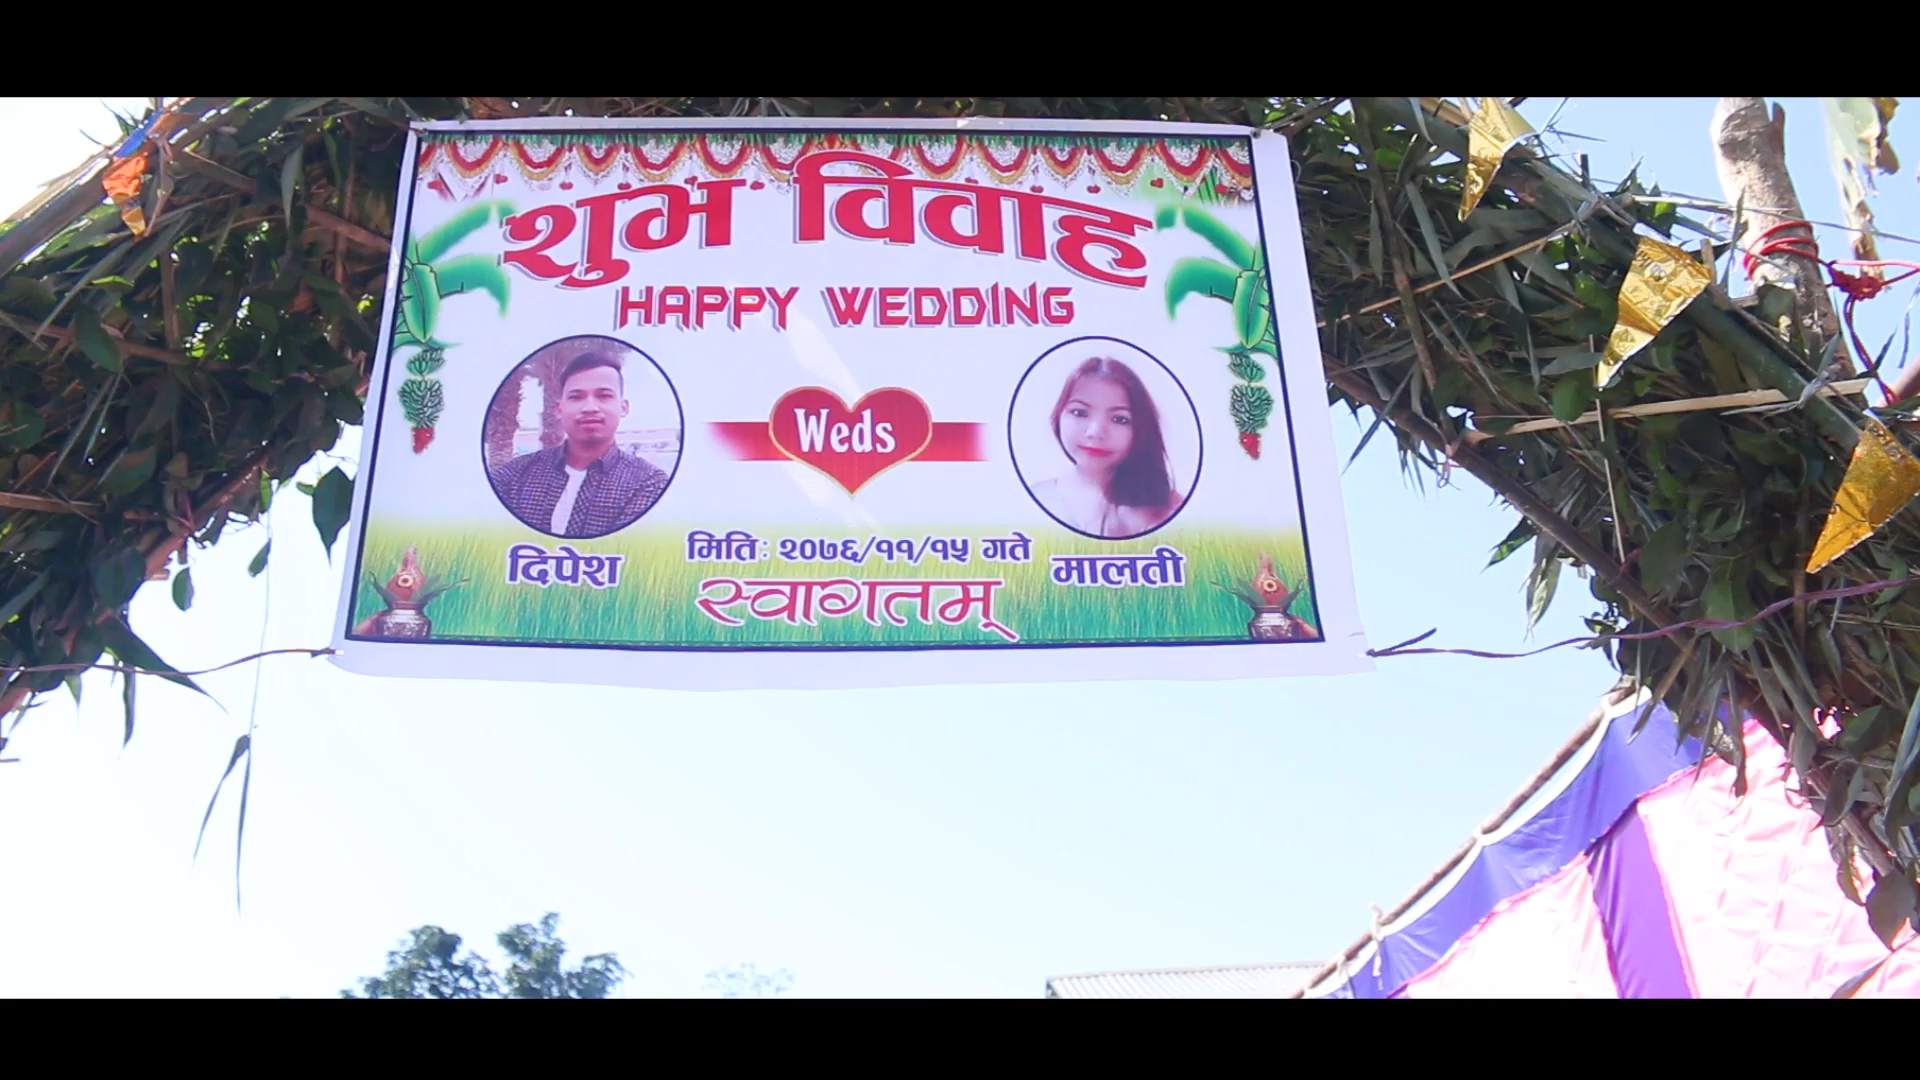 शुभ विवाह
HAPPY WEDDING
Weds
दिपेश
मिति: २०७६/११/१५ गते
मालती
स्वागतम्